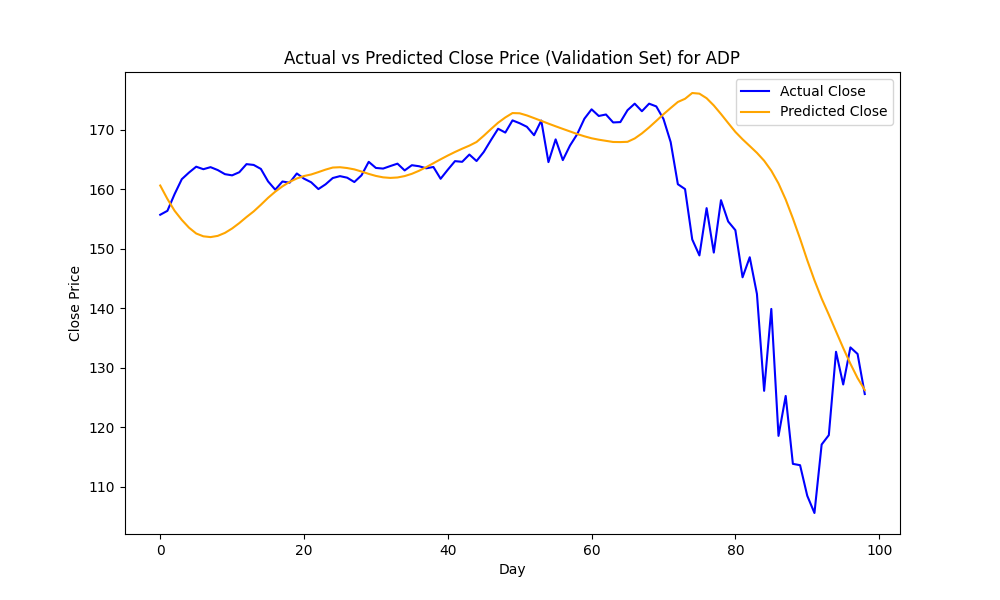 Actual vs Predicted Close Price (Validation Set) for ADP
Actual Close
Predicted Close
Close Price
170
160
150
140
130
120
110
0 20 40 60 80 100
Day